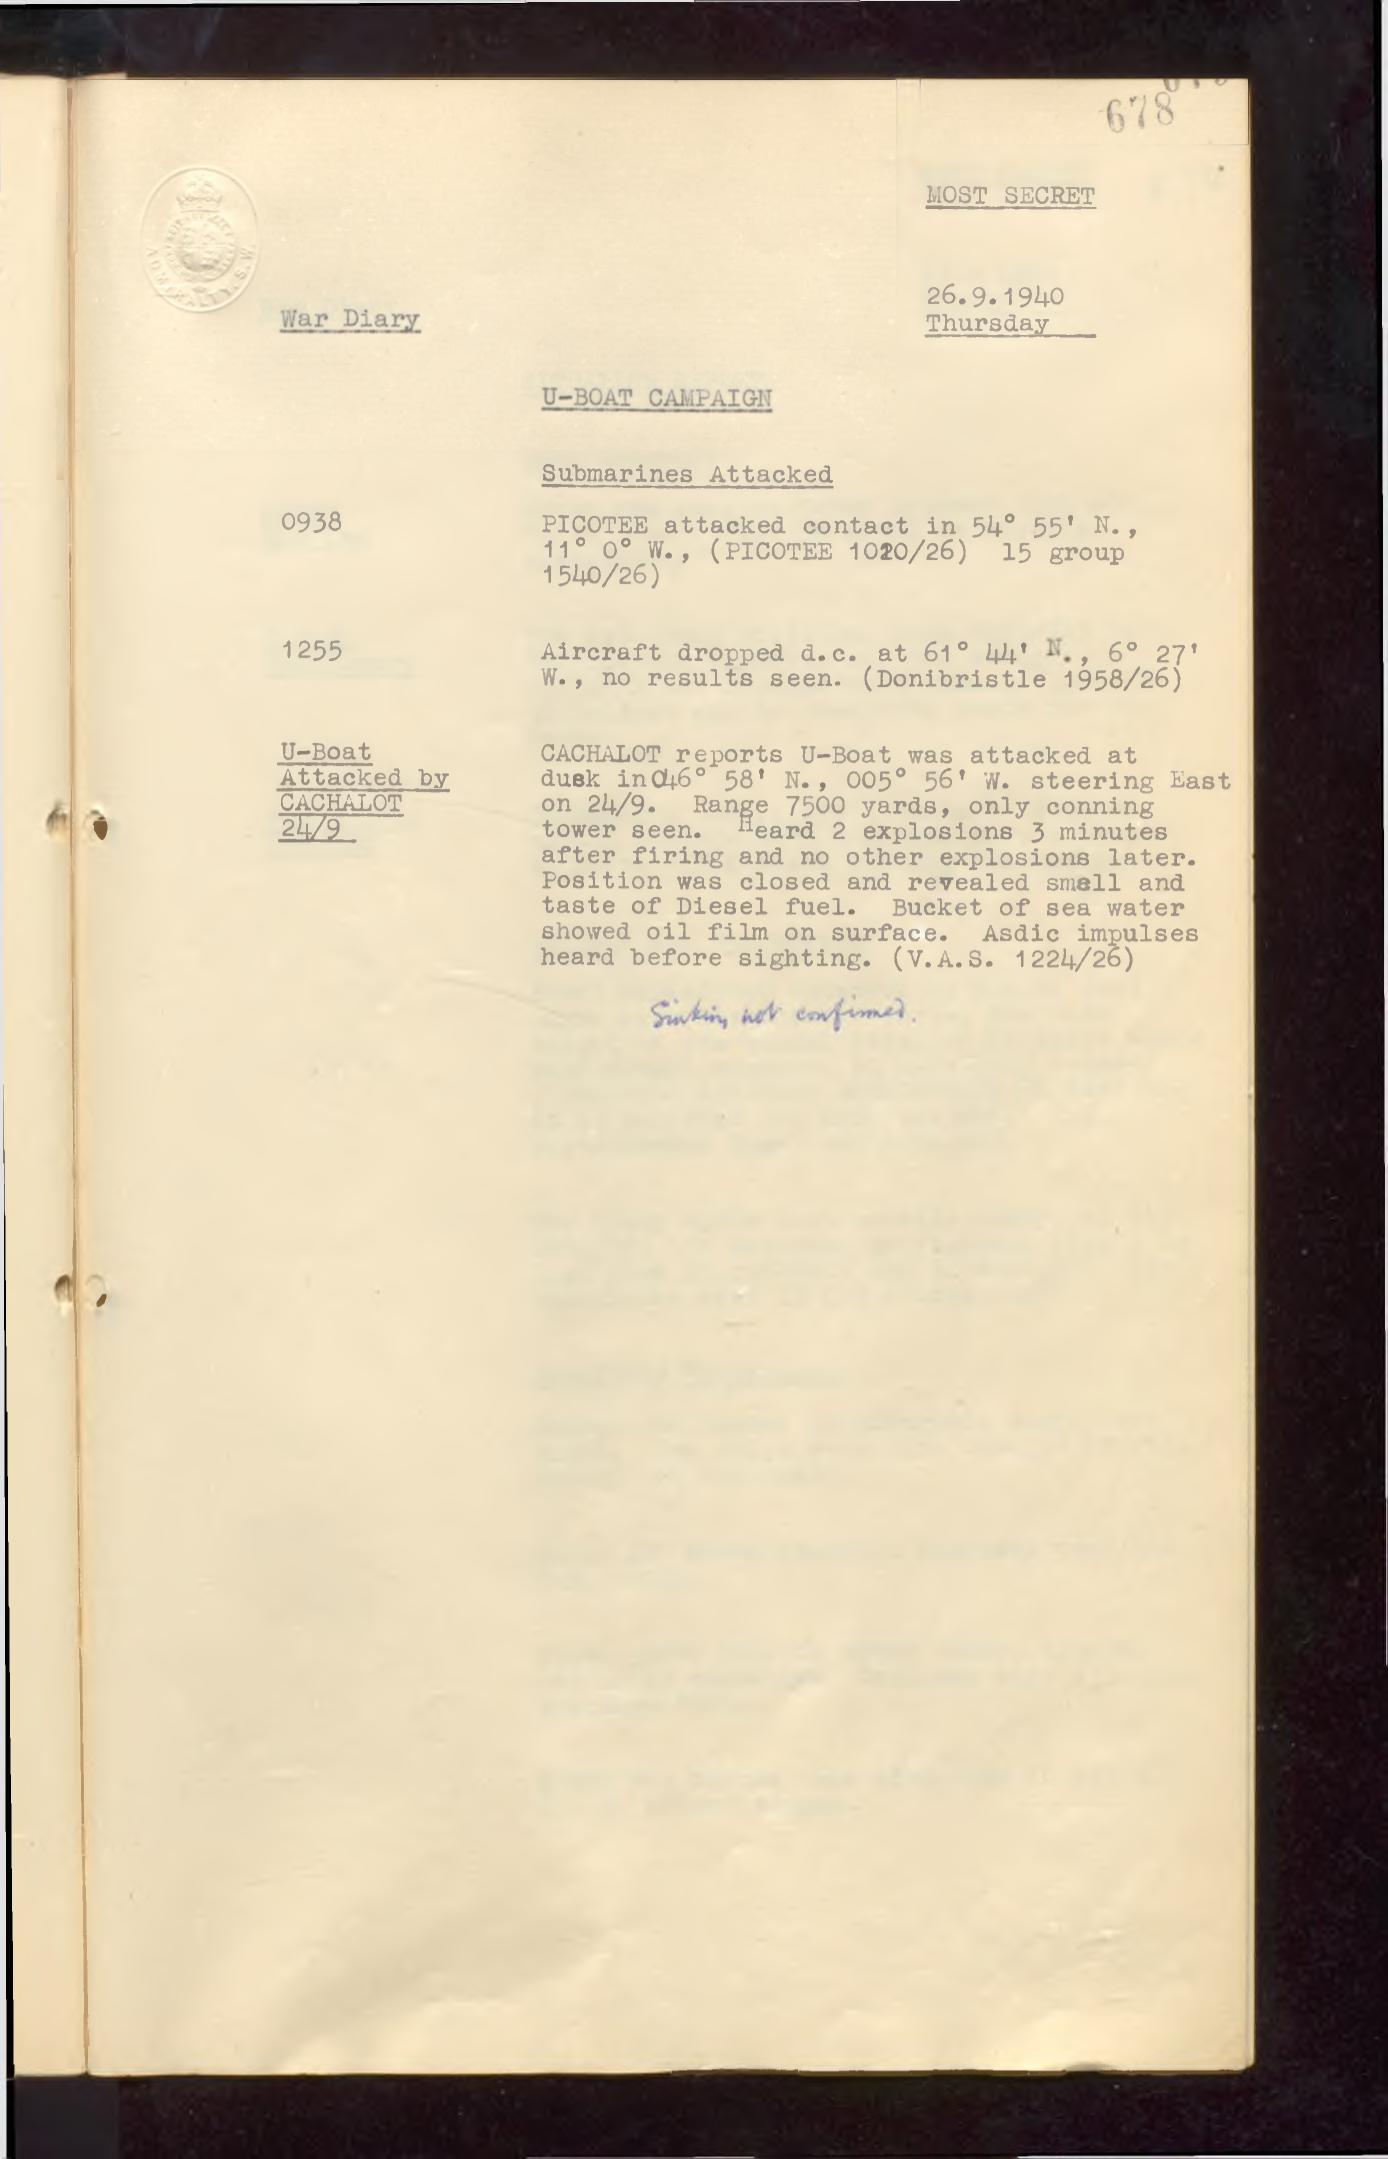 678
MOST SECRET
ADMIRALTY. S.W.
26.9.1940
War Diary
Thursday
U-BOAT CAMPAIGN
Submarines Attacked
0938
PICOTEE attacked contact in 54° 55' N.,
11° 0° W., (PICOTEE 1020/26) 15 group
1540/26)
1255
Aircraft dropped d.c. at 61° 44' N., 6° 27'
W., no results seen. (Donibristle 1958/26)
U-Boat
Attacked by
CACHALOT
24/9
CACHALOT reports U-Boat was attacked at
dusk in 046° 58' N., 005° 56' W. steering East
on 24/9. Range 7500 yards, only conning
tower seen. Heard 2 explosions 3 minutes
after firing and no other explosions later.
Position was closed and revealed smell and
taste of Diesel fuel. Bucket of sea water
showed oil film on surface. Asdic impulses
heard before sighting. (V.A.S. 1224/26)
Sinking not confirmed.